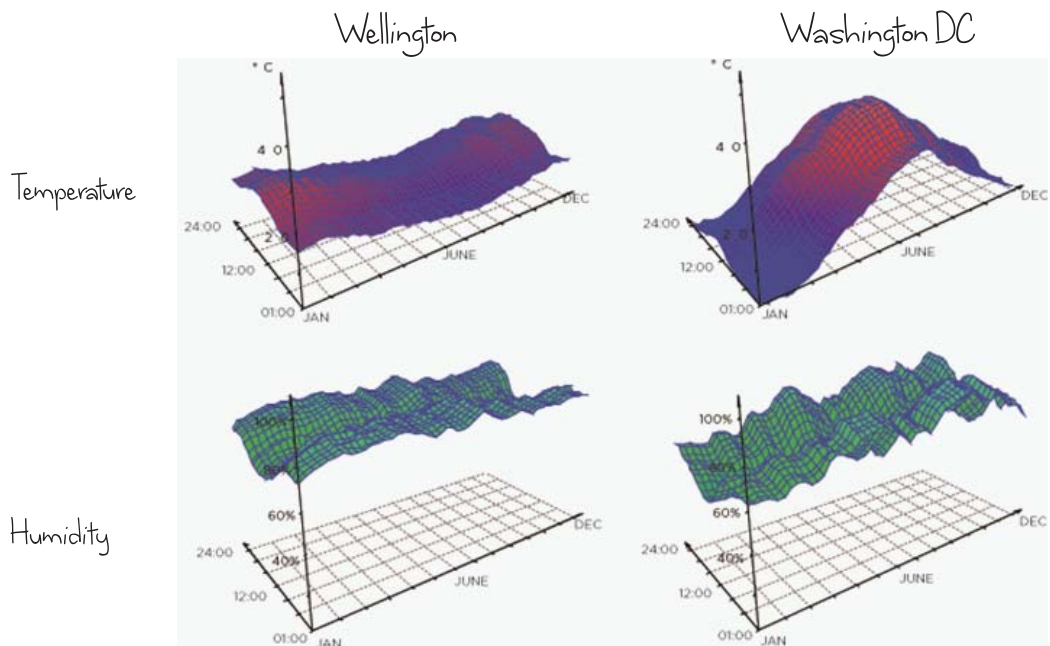 Wellington
Washington DC
Temperature
° C
4 0
2 0
24:00
12:00
01:00
JAN
JUNE
DEC
° C
4 0
2 0
24:00
12:00
01:00
JAN
JUNE
DEC
Humidity
100%
80%
60%
40%
24:00
12:00
01:00
JAN
JUNE
DEC
100%
80%
60%
40%
24:00
12:00
01:00
JAN
JUNE
DEC